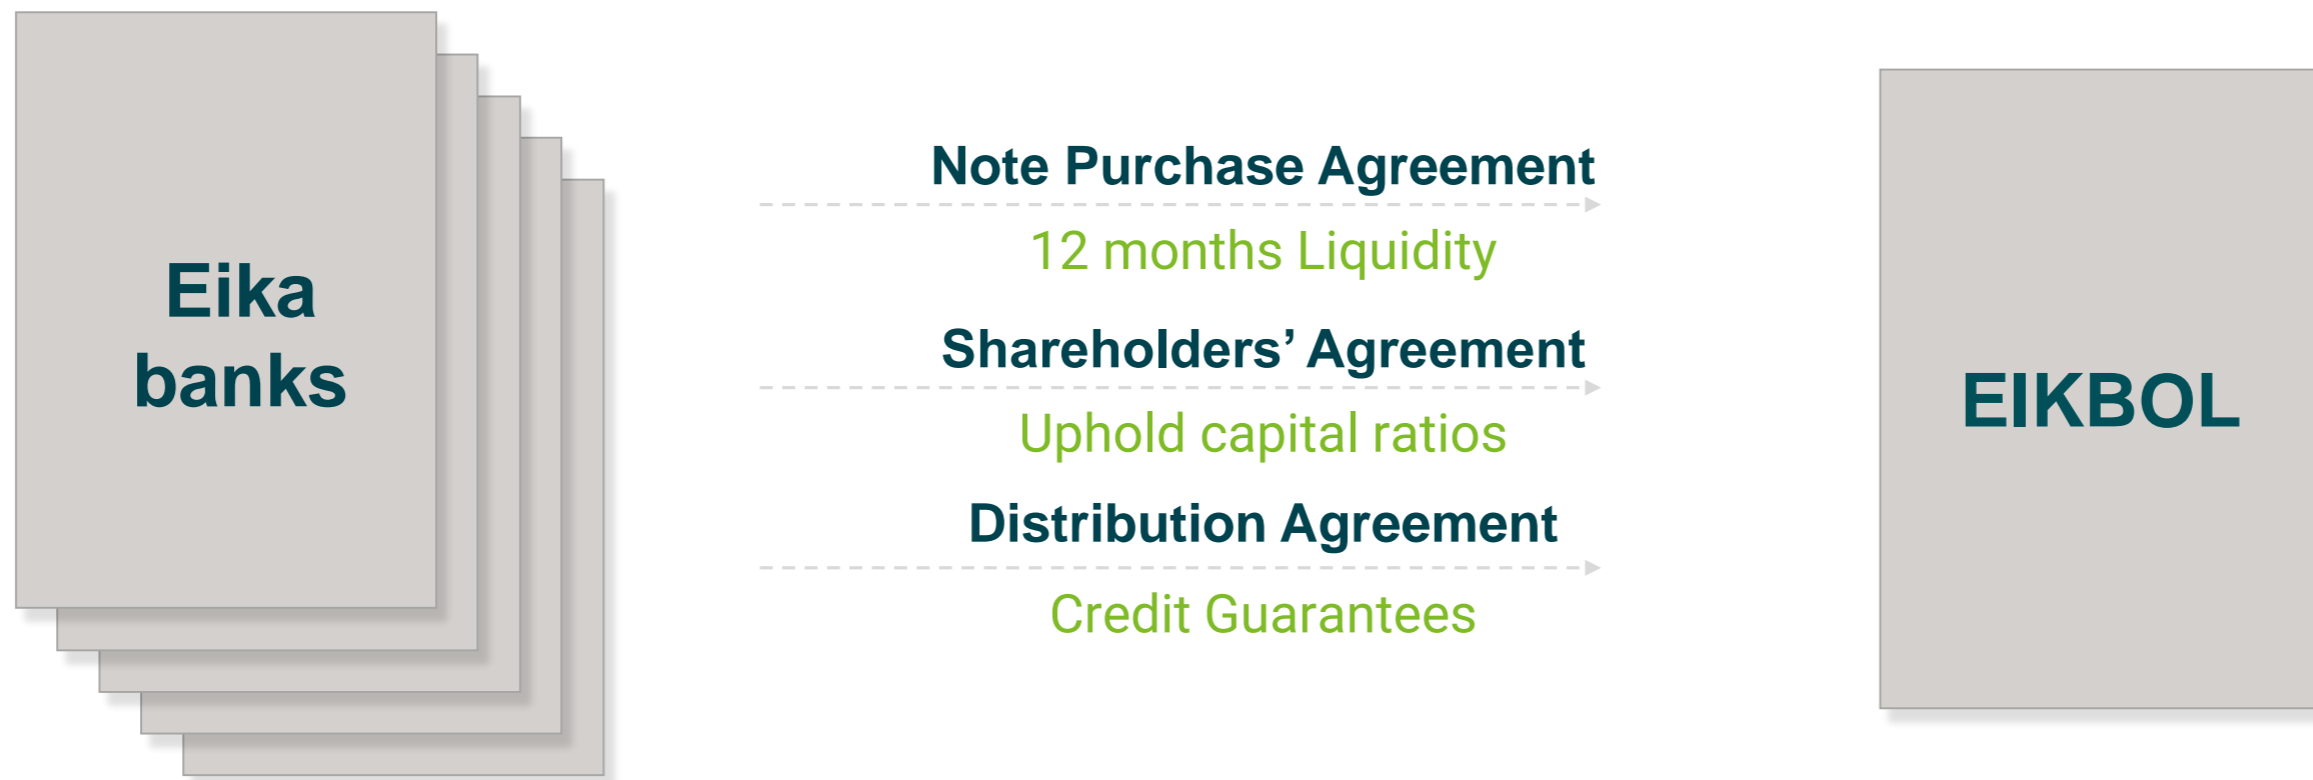 Eika
banks
Note Purchase Agreement
12 months Liquidity
Shareholders’ Agreement
Uphold capital ratios
Distribution Agreement
Credit Guarantees
EIKBOL